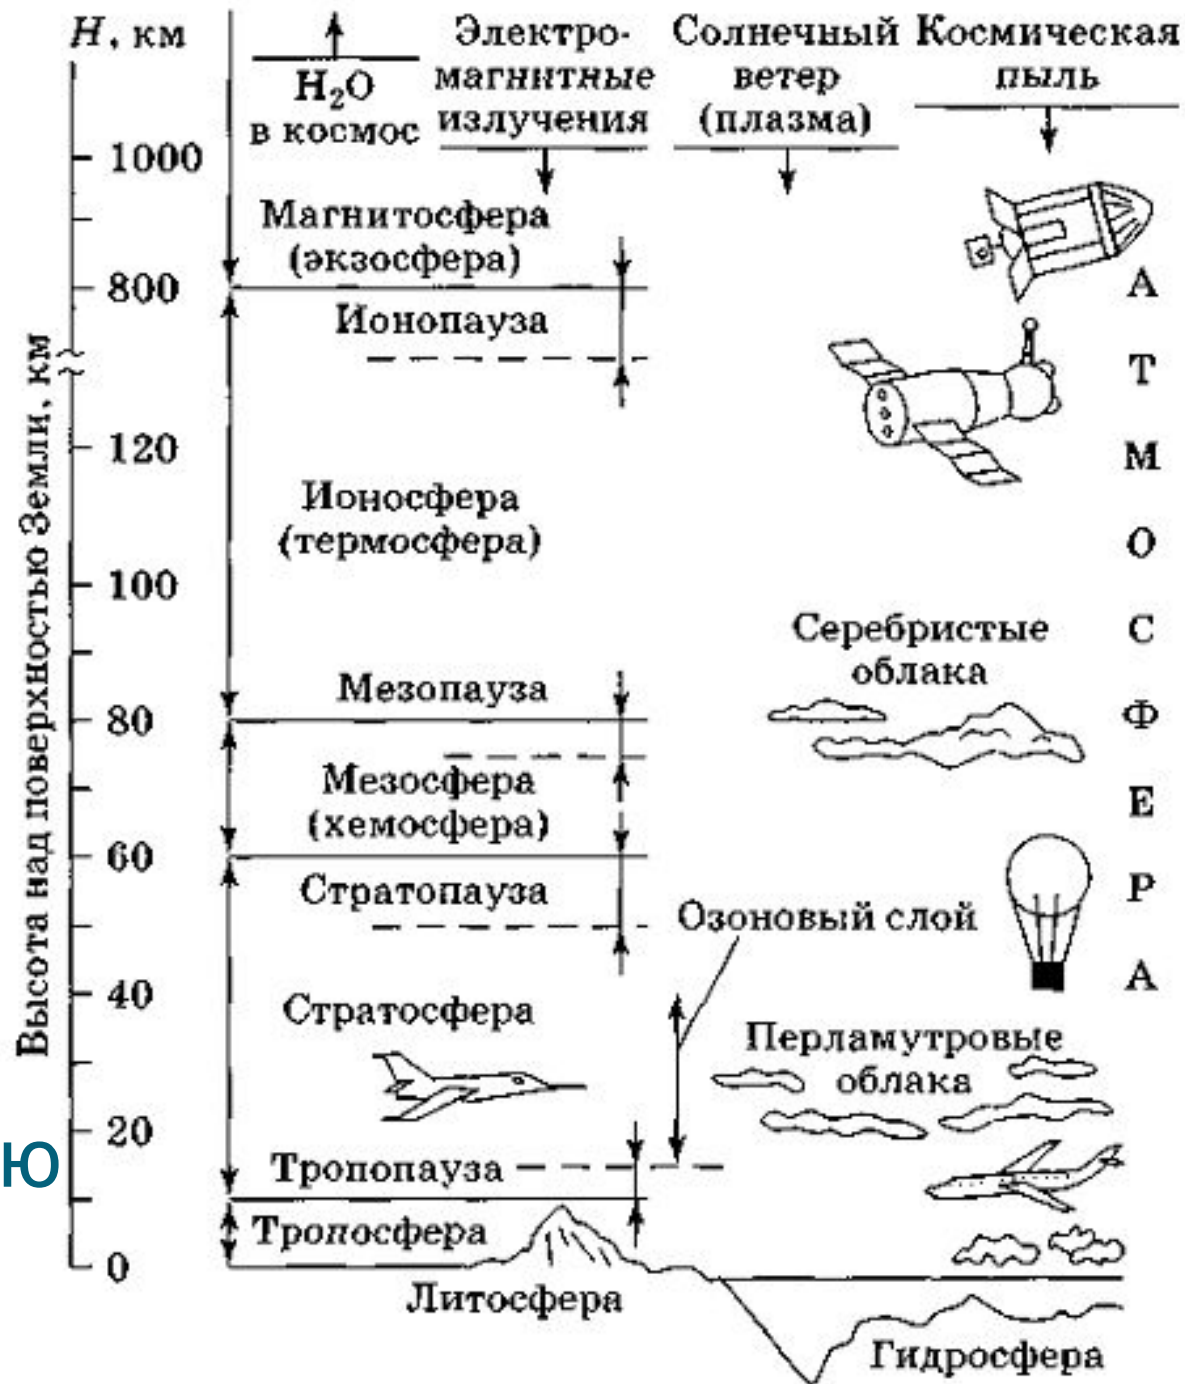 H, км
H₂O
в космос
Электро-
магнитные
излучения
Солнечный
ветер
(плазма)
Космическая
пыль
1000
Магнитосфера
(экзосфера)
800
Ионопауза
Высота над поверхностью Земли, км
120
Ионосфера
(термосфера)
100
Серебристые
облака
Мезопауза
80
Мезосфера
(хемосфера)
60
Стратопауза
Озоновый слой
40
Стратосфера
Перламутровые
облака
20
ю
Тропопауза
Тропосфера
0
Литосфера
Гидросфера
А
Т
М
О
С
Ф
Е
Р
А